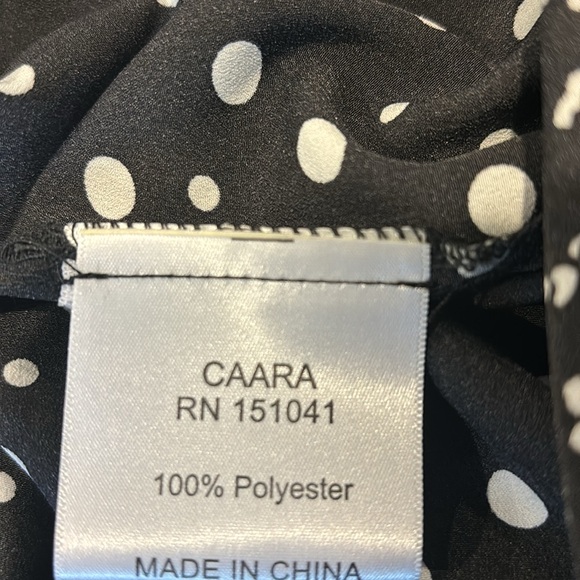 CAARA
RN 151041
100% Polyester
MADE IN CHINA